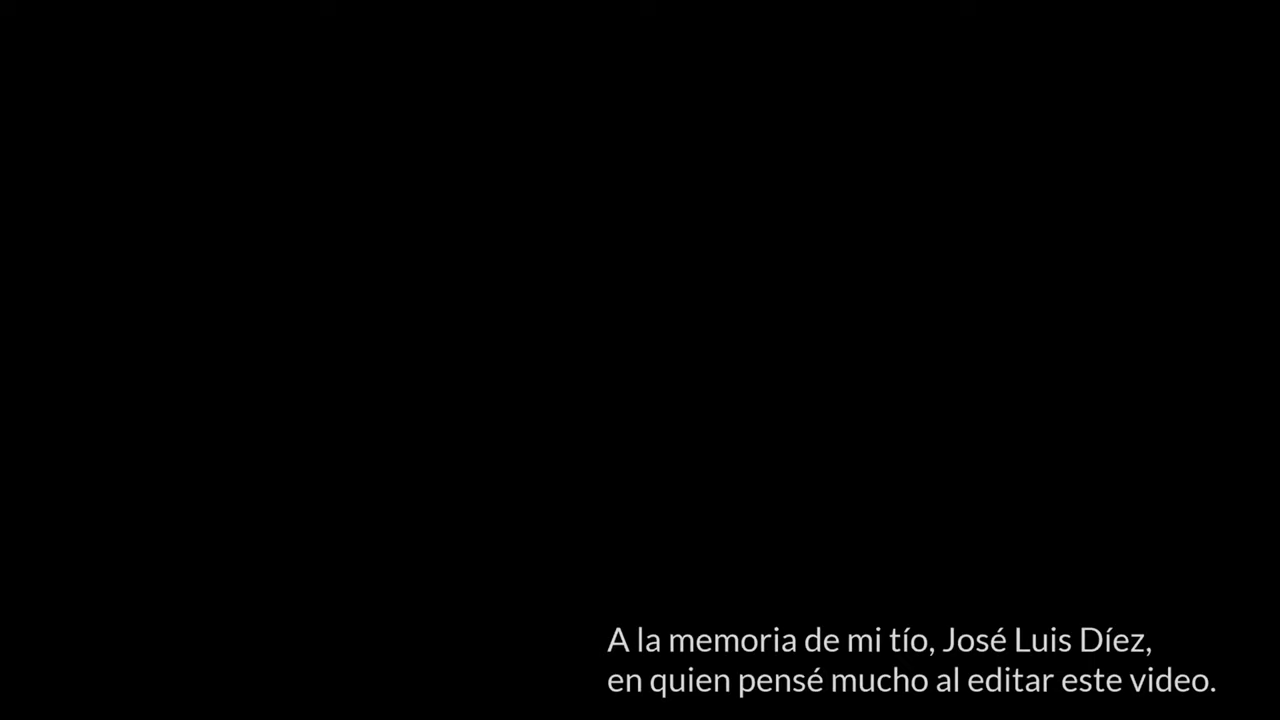 A la memoria de mi tío, José Luis Díez,
en quien pensé mucho al editar este video.